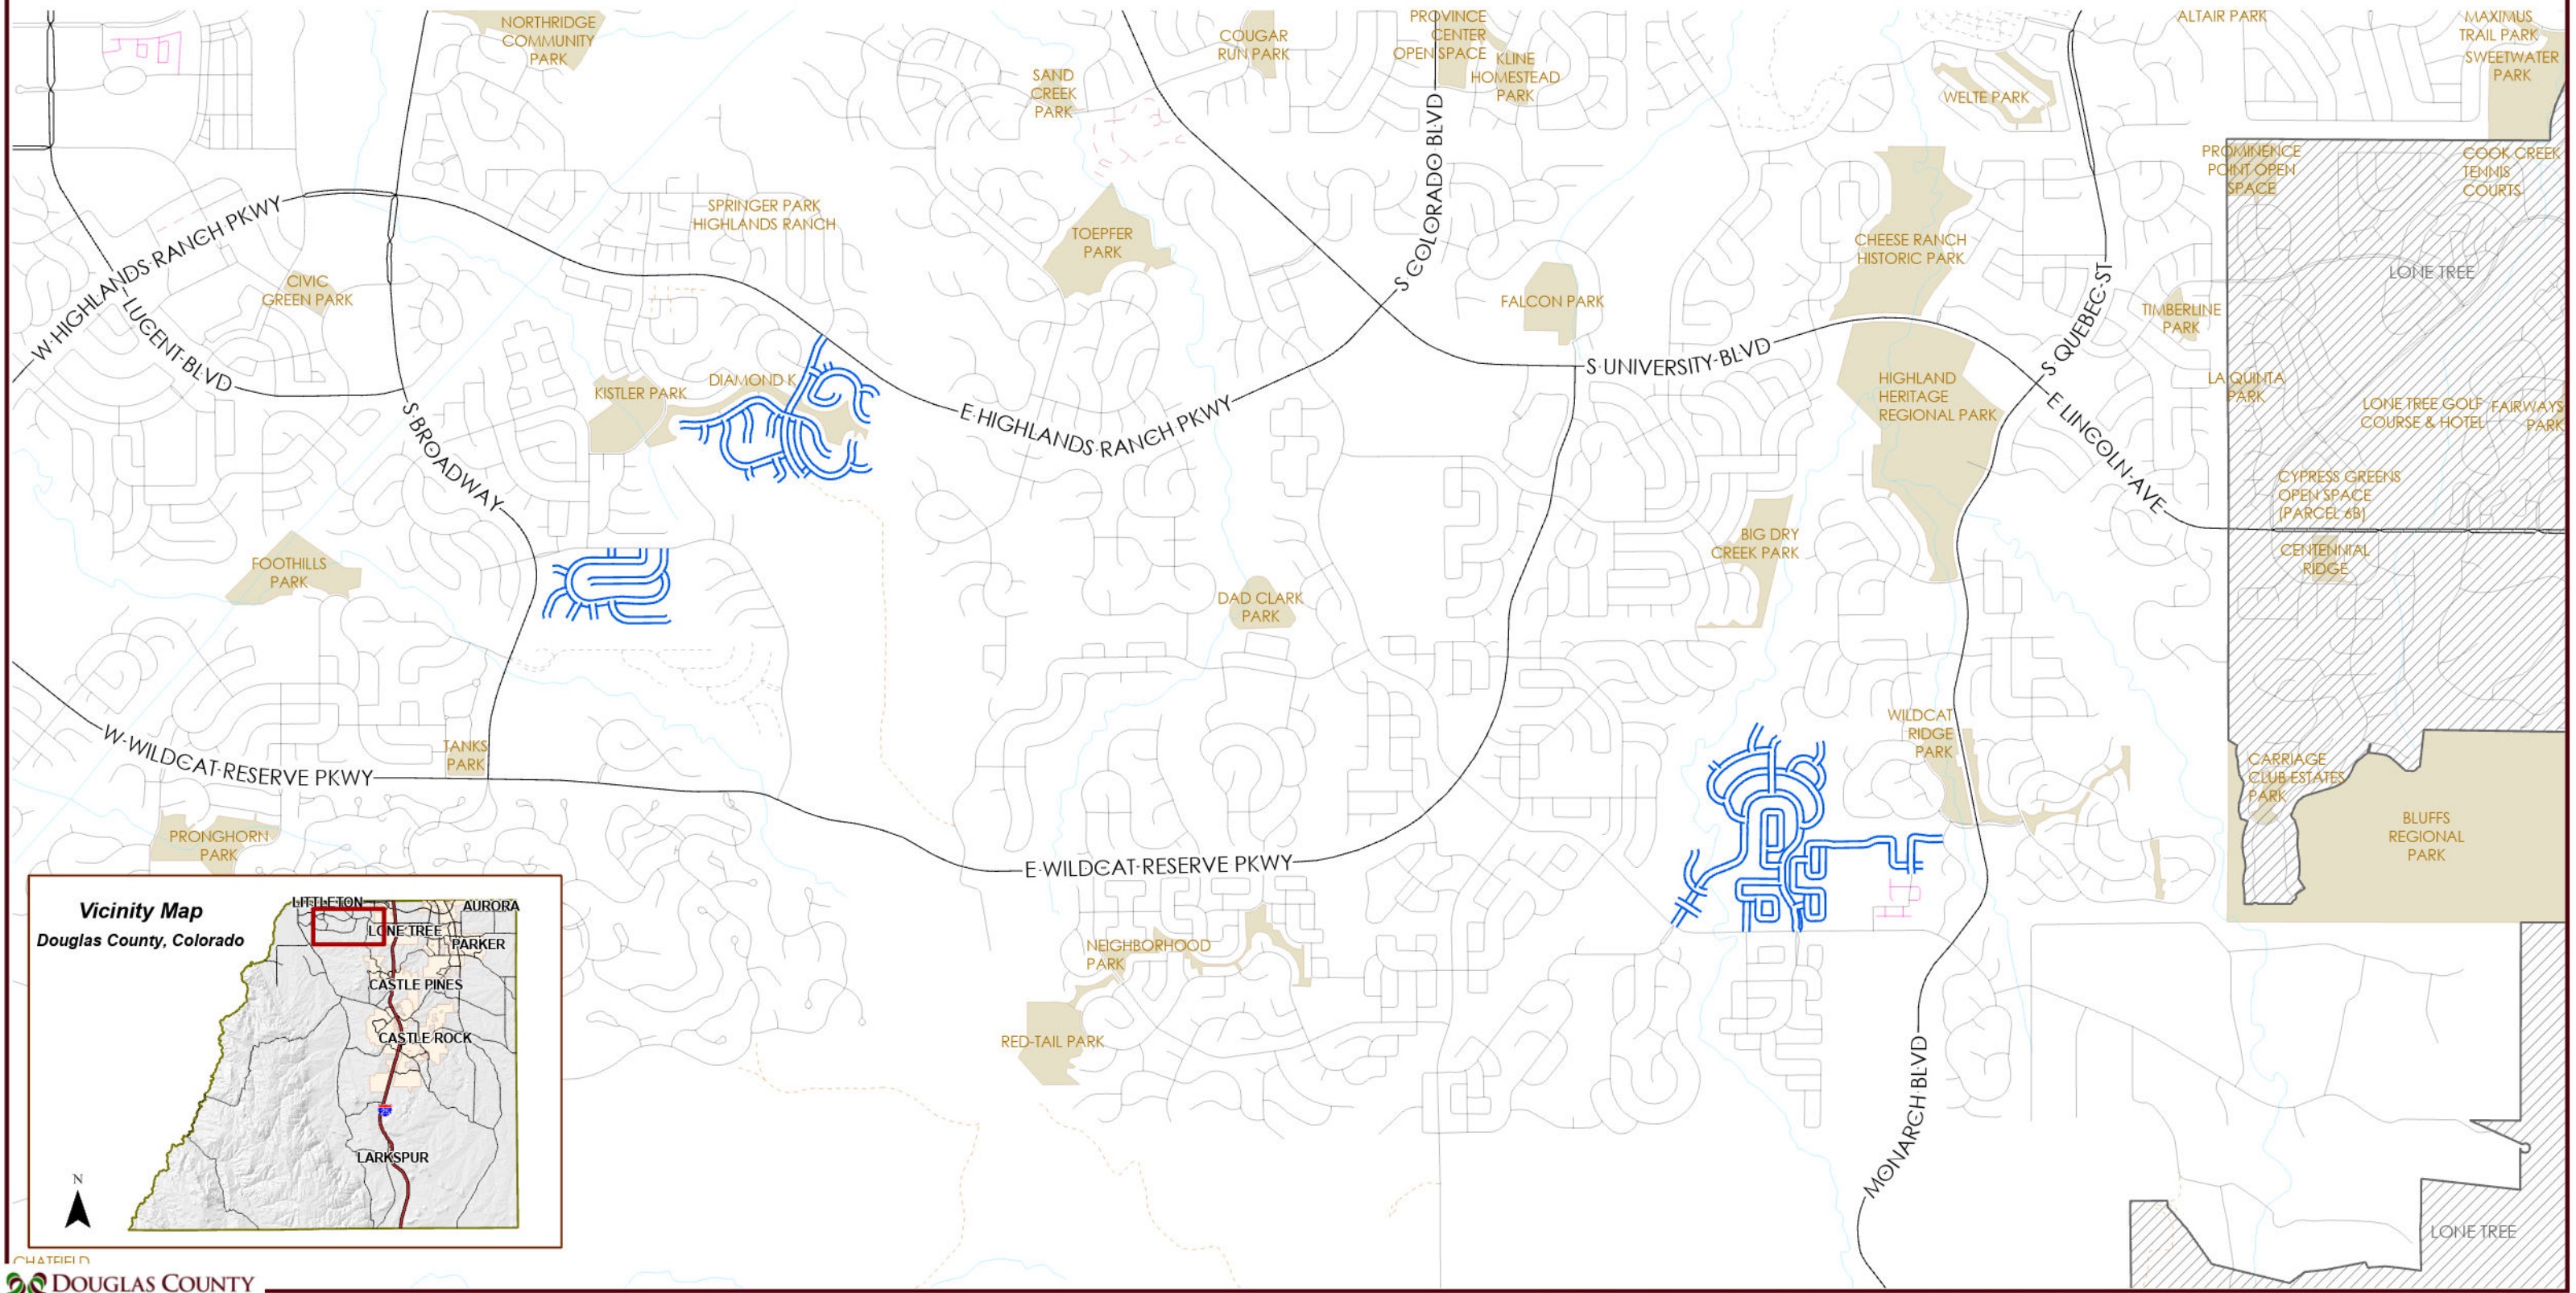 NORTHRIDGE
COMMUNITY
PARK
SAND
CREEK
PARK
COUGAR
RUN PARK
PROVINCE
CENTER
OPEN SPACE
KLINE
HOMESTEAD
PARK
WELTE PARK
ALTAIR PARK
MAXIMUS
TRAIL PARK
SWEETWATER
PARK
PROMINENCE
POINT OPEN
SPACE
COOK CREEK
TENNIS
COURTS
W HIGHLANDS RANCH PKWY
LUCENT BLVD
CIVIC
GREEN PARK
SPRINGER PARK
HIGHLANDS RANCH
TOEPFER
PARK
S COLORADO BLVD
FALCON PARK
CHEESE RANCH
HISTORIC PARK
S QUEBEC ST
TIMBERLINE
PARK
LONE TREE
KISTLER PARK
DIAMOND K
S BROADWAY
E HIGHLANDS RANCH PKWY
S UNIVERSITY BLVD
HIGHLAND
HERITAGE
REGIONAL PARK
E LINCOLN AVE
LA QUINTA
PARK
LONE TREE GOLF
COURSE & HOTEL
FAIRWAYS
PARK
CYPRESS GREENS
OPEN SPACE
(PARCEL 6B)
CENTENNIAL
RIDGE
FOOTHILLS
PARK
BIG DRY
CREEK PARK
DAD CLARK
PARK
W WILDCAT RESERVE PKWY
TANKS
PARK
WILDCAT
RIDGE
PARK
CARRIAGE
CLUB ESTATES
PARK
BLUFFS
REGIONAL
PARK
PRONGHORN
PARK
E WILDCAT RESERVE PKWY
NEIGHBORHOOD
PARK
RED-TAIL PARK
MONARCH BLVD
LONE TREE
Vicinity Map
Douglas County, Colorado
LITTLETON
AURORA
LONE TREE
PARKER
CASTLE PINES
CASTLE ROCK
25
LARKSPUR
N
CHATFIELD
DOUGLAS COUNTY